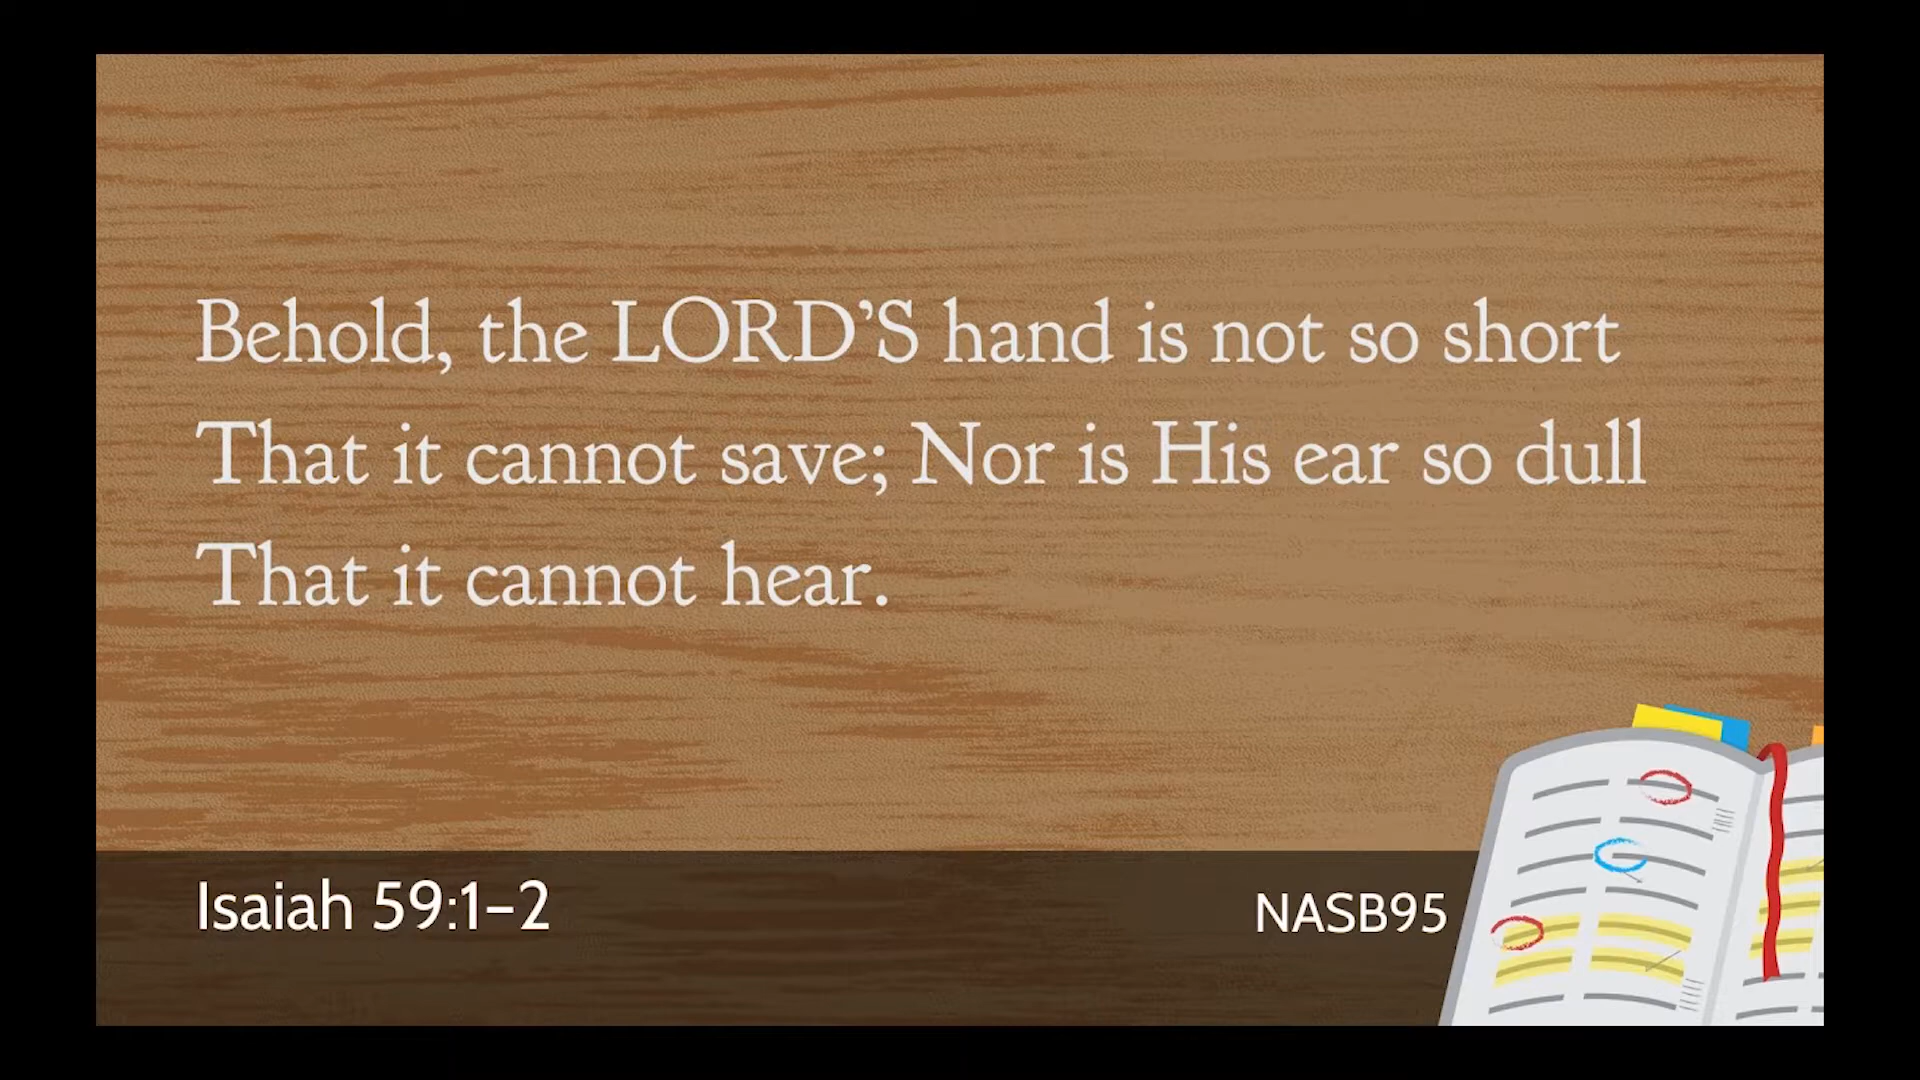 Behold, the LORD’S hand is not so short
That it cannot save; Nor is His ear so dull
That it cannot hear.
Isaiah 59:1–2
NASB95